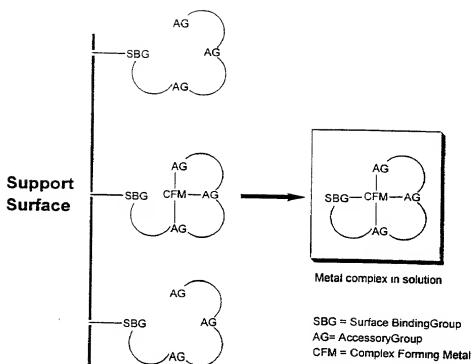 AG
SBG AG
AG
Support
Surface
AG
SBG CFM AG
AG
AG
SBG CFM AG
AG
Metal complex in solution
AG
SBG AG
AG
SBG = Surface BindingGroup
AG= AccessoryGroup
CFM = Complex Forming Metal